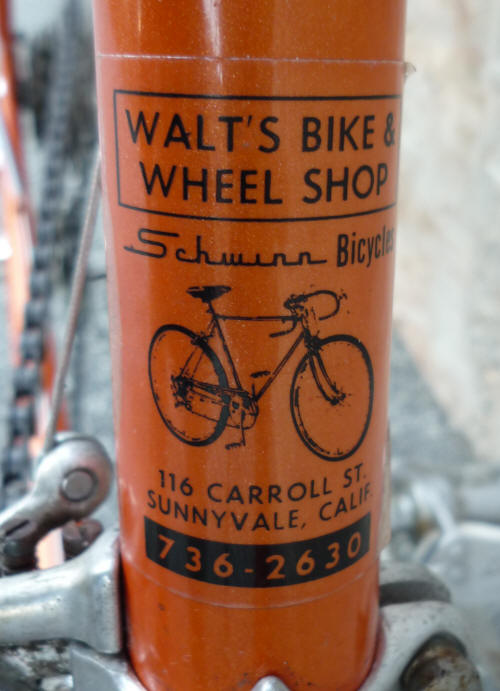 WALT'S BIKE &
WHEEL SHOP
Schwinn Bicycles
116 CARROLL ST.
SUNNYVALE, CALIF.
736-2630